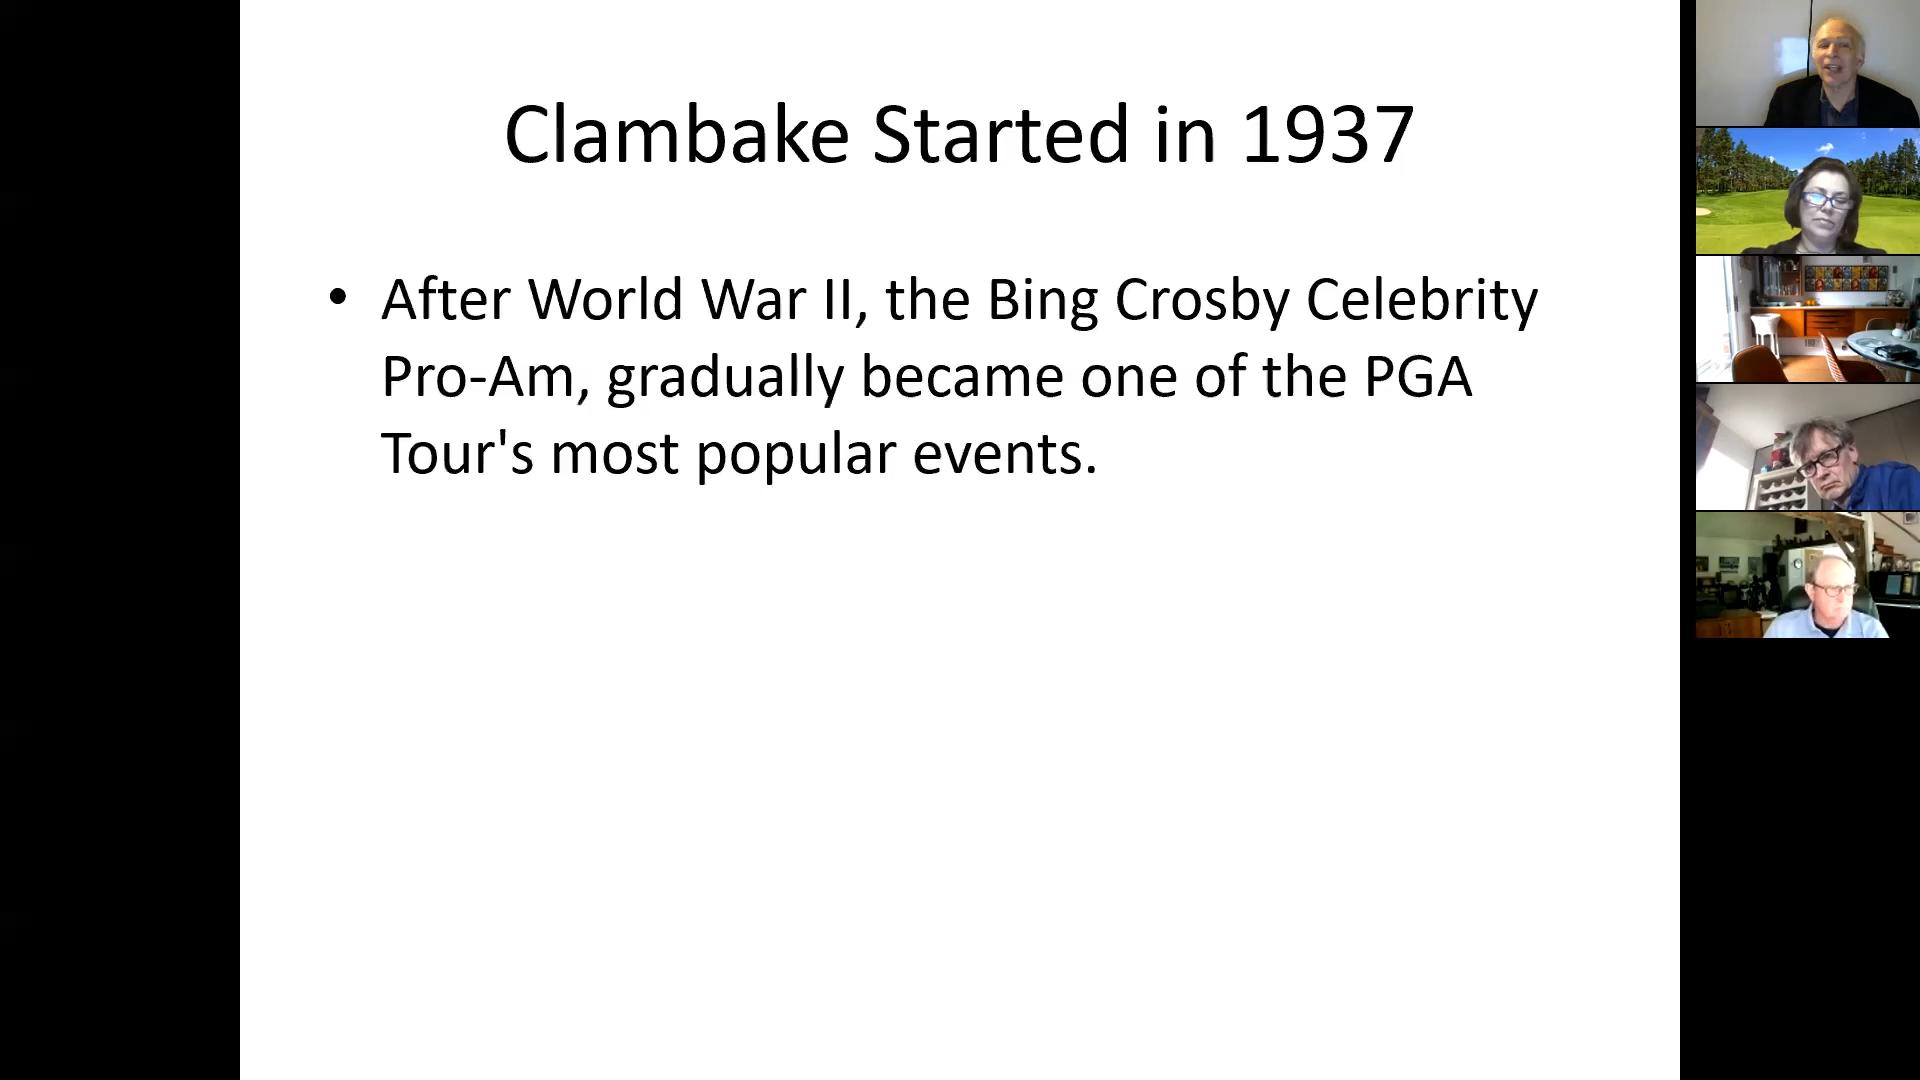 Clambake Started in 1937
• After World War II, the Bing Crosby Celebrity
Pro-Am, gradually became one of the PGA
Tour's most popular events.